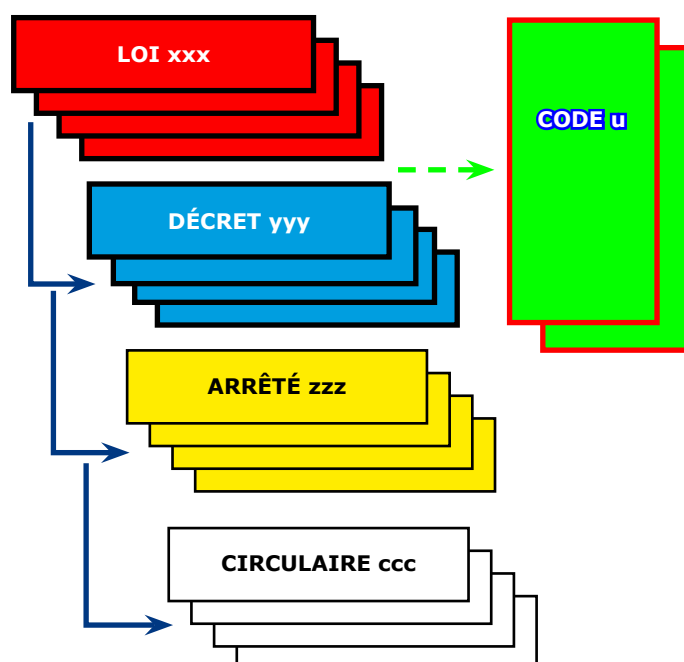 LOI xxx
CODE u
DÉCRET yyy
ARRÊTÉ zzz
CIRCULAIRE ccc